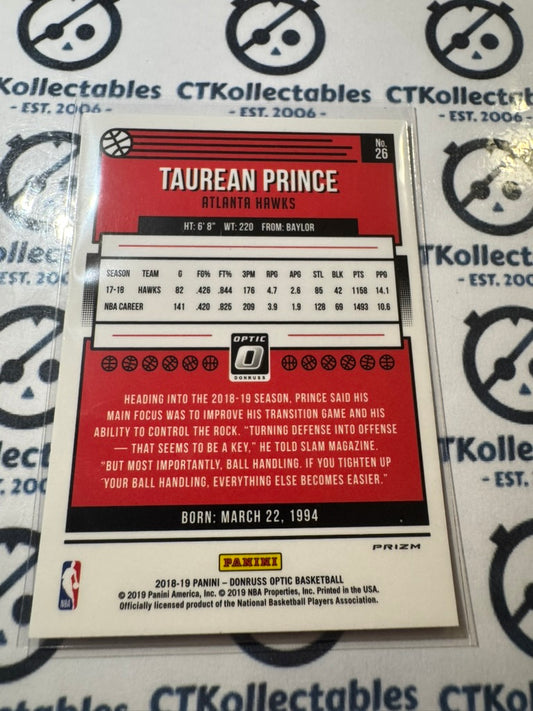 CTKollectables CTKollectables CTKollectab
- EST. 2006 - - EST. 2006 - - EST. 200
No.
26
TAUREAN PRINCE
ATLANTA HAWKS
HT: 6' 8" WT: 220 FROM: BAYLOR
SEASON TEAM G FG% FT% 3PM RPG APG STL BLK PTS PPG
17-18 HAWKS 82 .426 .844 176 4.7 2.6 85 42 1158 14.1
NBA CAREER 141 .420 .825 209 3.9 1.9 128 69 1493 10.6
OPTIC
DONRUSS
HEADING INTO THE 2018-19 SEASON, PRINCE SAID HIS
MAIN FOCUS WAS TO IMPROVE HIS TRANSITION GAME AND HIS
ABILITY TO CONTROL THE ROCK. "TURNING DEFENSE INTO OFFENSE
— THAT SEEMS TO BE A KEY," HE TOLD SLAM MAGAZINE.
"BUT MOST IMPORTANTLY, BALL HANDLING. IF YOU TIGHTEN UP
YOUR BALL HANDLING, EVERYTHING ELSE BECOMES EASIER."
BORN: MARCH 22, 1994
PANINI
PRIZM
NBA
2018-19 PANINI – DONRUSS OPTIC BASKETBALL
© 2019 Panini America, Inc. © 2019 NBA Properties, Inc. Printed in the USA.
Officially licensed product of the National Basketball Players Association.
CTKollectables CTKo